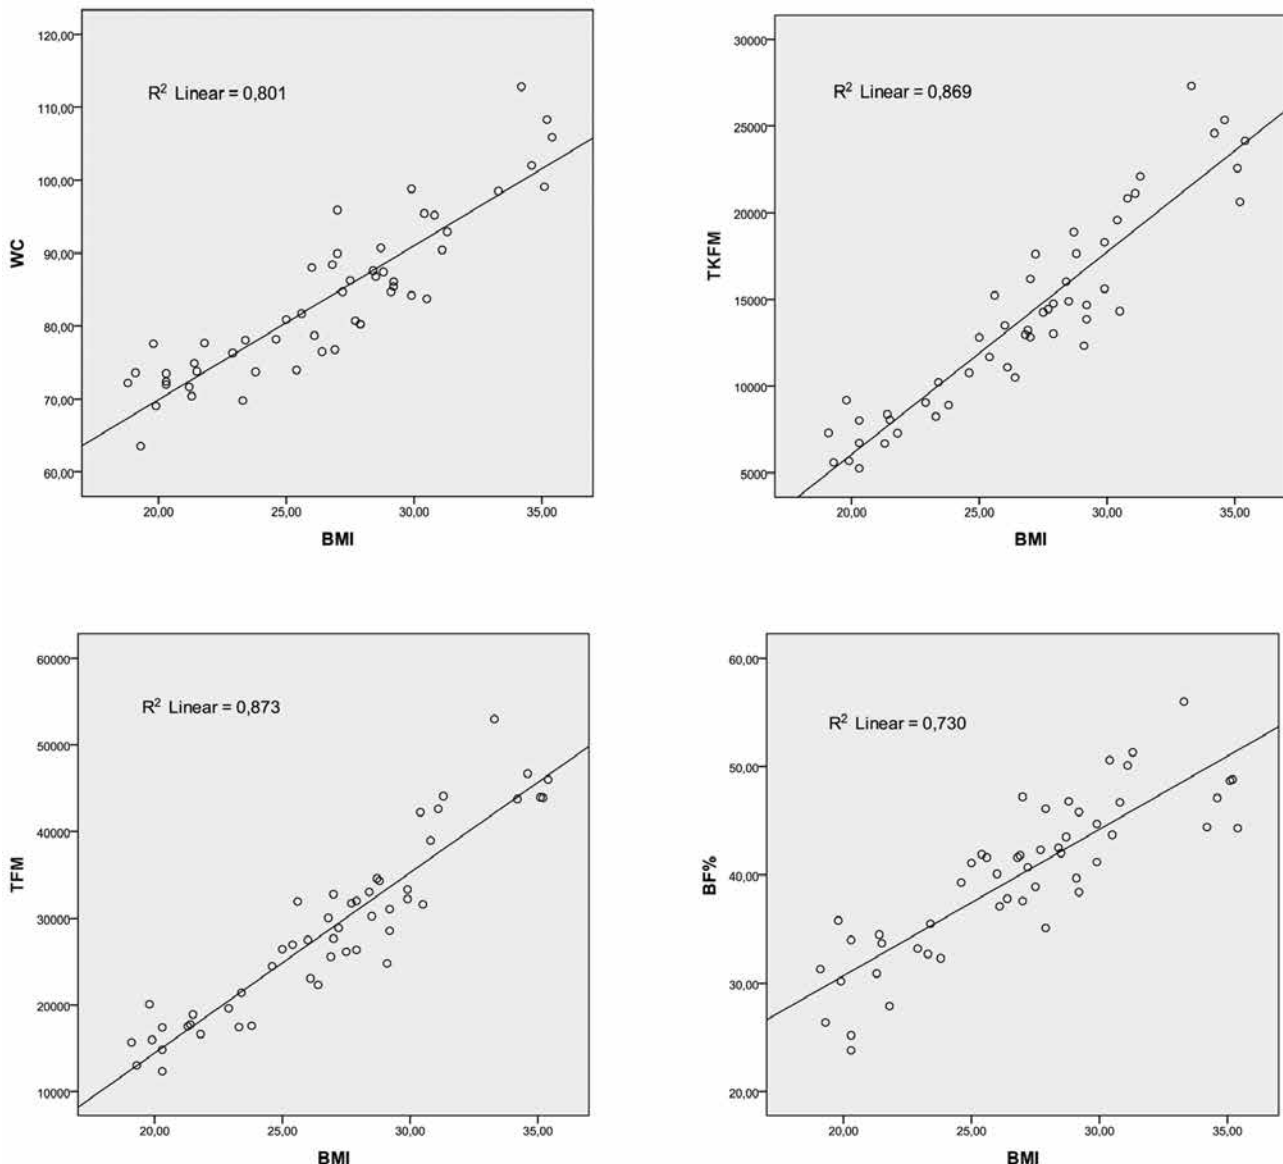 120,00
110,00
100,00
90,00
80,00
70,00
60,00
WC
R² Linear = 0,801
20,00 25,00 30,00 35,00
BMI
30000
25000
20000
15000
10000
5000
TKFM
R² Linear = 0,869
20,00 25,00 30,00 35,00
BMI
60000
50000
40000
30000
20000
10000
TFM
R² Linear = 0,873
20,00 25,00 30,00 35,00
BMI
60,00
50,00
40,00
30,00
20,00
BF%
R² Linear = 0,730
20,00 25,00 30,00 35,00
BMI